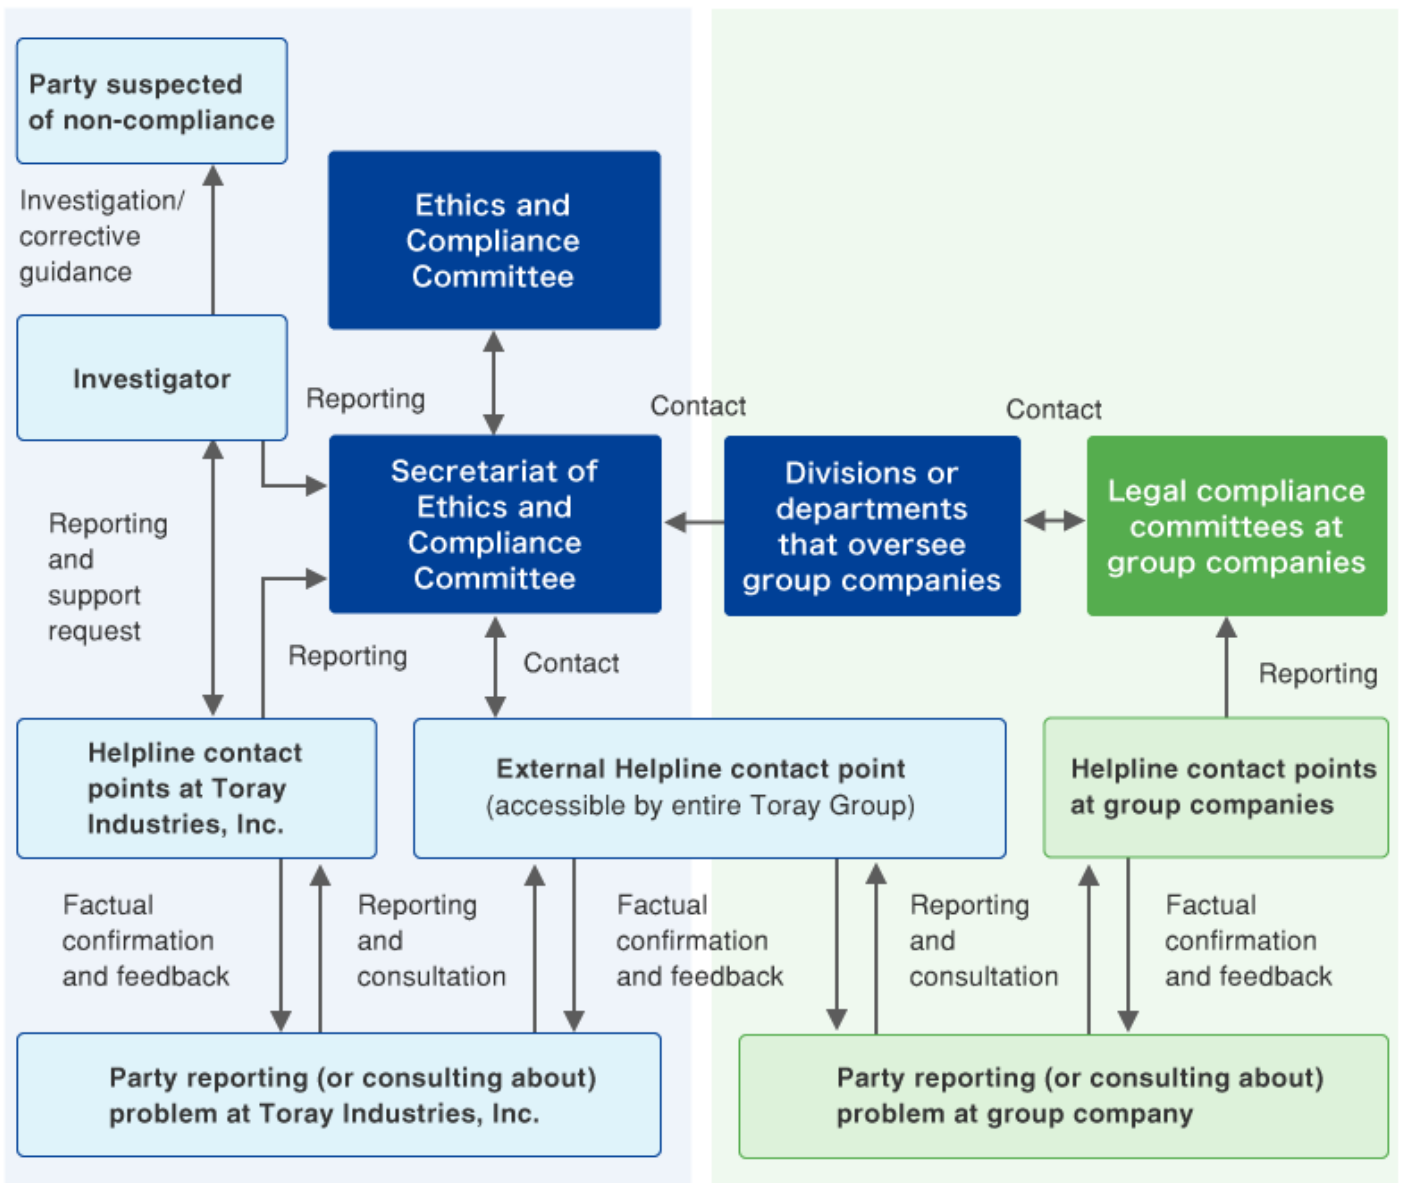 Party suspected
of non-compliance
Investigation/
corrective
guidance
Ethics and
Compliance
Committee
Investigator
Reporting
Contact
Contact
Secretariat of
Ethics and
Compliance
Committee
Divisions or
departments
that oversee
group companies
Legal compliance
committees at
group companies
Reporting
and
support
request
Reporting
Contact
Reporting
Helpline contact
points at Toray
Industries, Inc.
External Helpline contact point
(accessible by entire Toray Group)
Helpline contact points
at group companies
Factual
confirmation
and feedback
Reporting
and
consultation
Factual
confirmation
and feedback
Reporting
and
consultation
Factual
confirmation
and feedback
Party reporting (or consulting about)
problem at Toray Industries, Inc.
Party reporting (or consulting about)
problem at group company